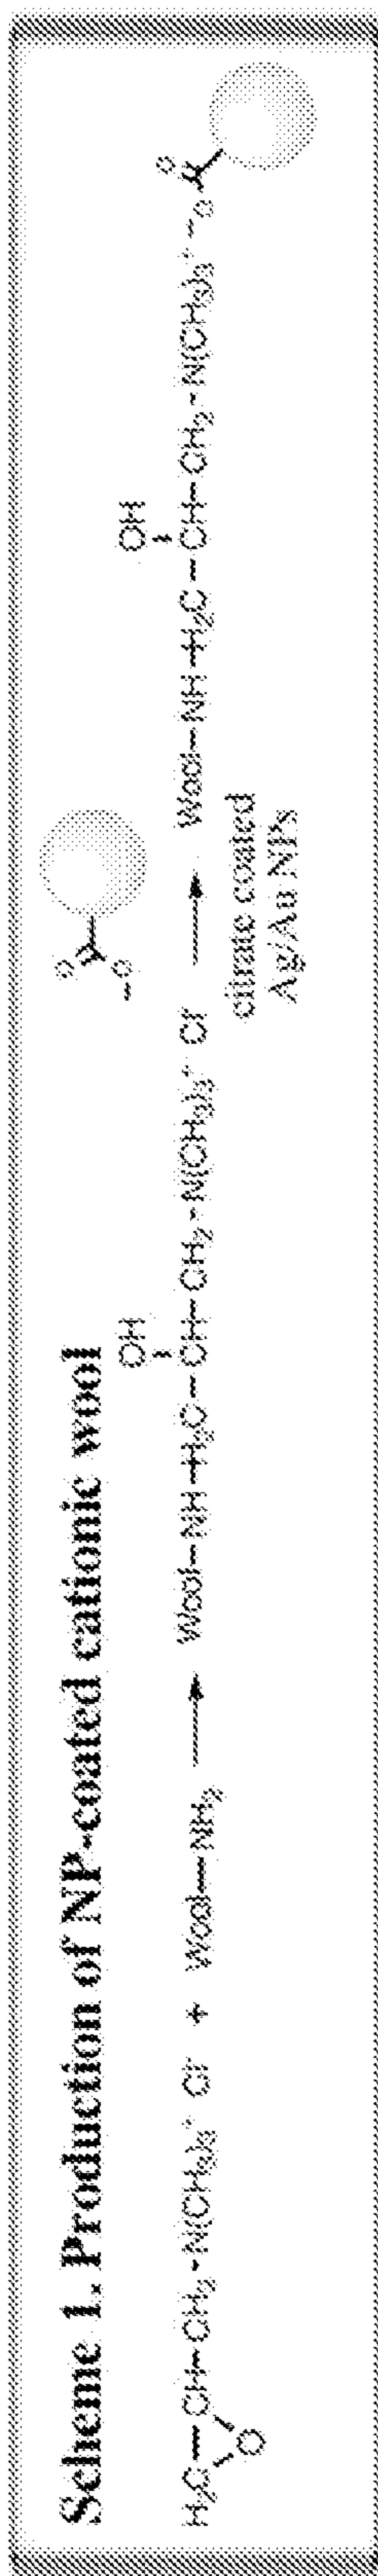 Scheme 1. Production of NP-coated cationic wool
H₂C—CH—CH₂-N(CH₃)₃⁺ Cl⁻ + Wool—NH₂ → Wool—NH—H₂C—CH—CH₂-N(CH₃)₃⁺ Cl⁻ → Wool—NH—H₂C—CH—CH₂-N(CH₃)₃⁺ ⁻O
O
OH
O
O
−
OH
O
citrate coated
Ag/Au NPs